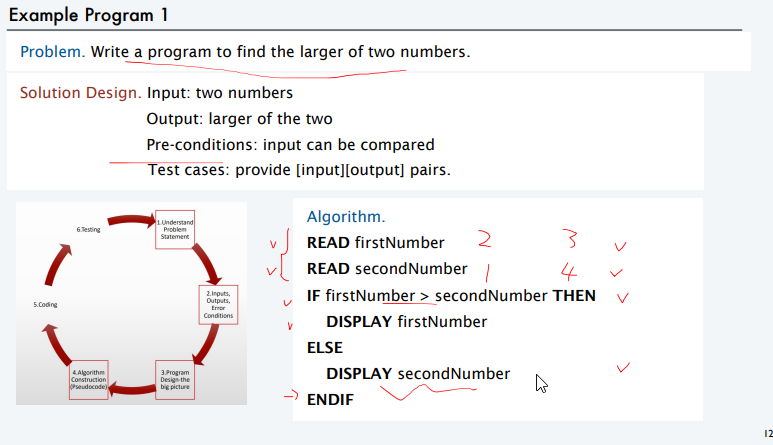 Example Program 1
Problem. Write a program to find the larger of two numbers.
Solution Design. Input: two numbers
Output: larger of the two
Pre-conditions: input can be compared
Test cases: provide [input][output] pairs.
1.Understand
Problem
Statement
2.Inputs,
Outputs,
Error
Conditions
3.Program
Design-the
big picture
4.Algorithm
Construction
(Pseudocode)
5.Coding
6.Testing
Algorithm.
READ firstNumber 2 3
READ secondNumber 1 4
IF firstNumber > secondNumber THEN
DISPLAY firstNumber
ELSE
DISPLAY secondNumber
ENDIF
12